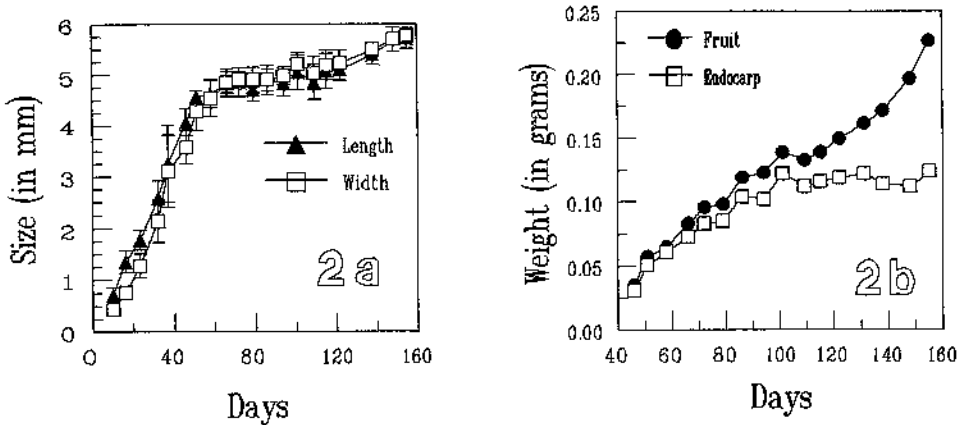 6
5
4
3
2
1
0
Size (in mm)
Length
Width
2a
0 40 80 120 160
Days
0.25
0.20
0.15
0.10
0.05
0.00
Weight (in grams)
Fruit
Endocarp
2b
40 60 80 100 120 140 160
Days